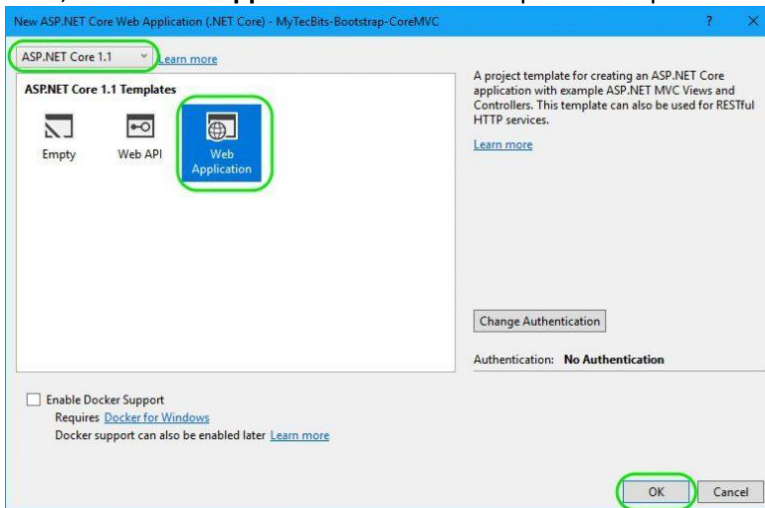 New ASP.NET Core Web Application (.NET Core) - MyTecBits-Bootstrap-CoreMVC
? ×
ASP.NET Core 1.1
Learn more
ASP.NET Core 1.1 Templates
Empty
Web API
Web
Application
A project template for creating an ASP.NET Core
application with example ASP.NET MVC Views and
Controllers. This template can also be used for RESTful
HTTP services.
Learn more
Change Authentication
Authentication: No Authentication
Enable Docker Support
Requires Docker for Windows
Docker support can also be enabled later Learn more
OK
Cancel